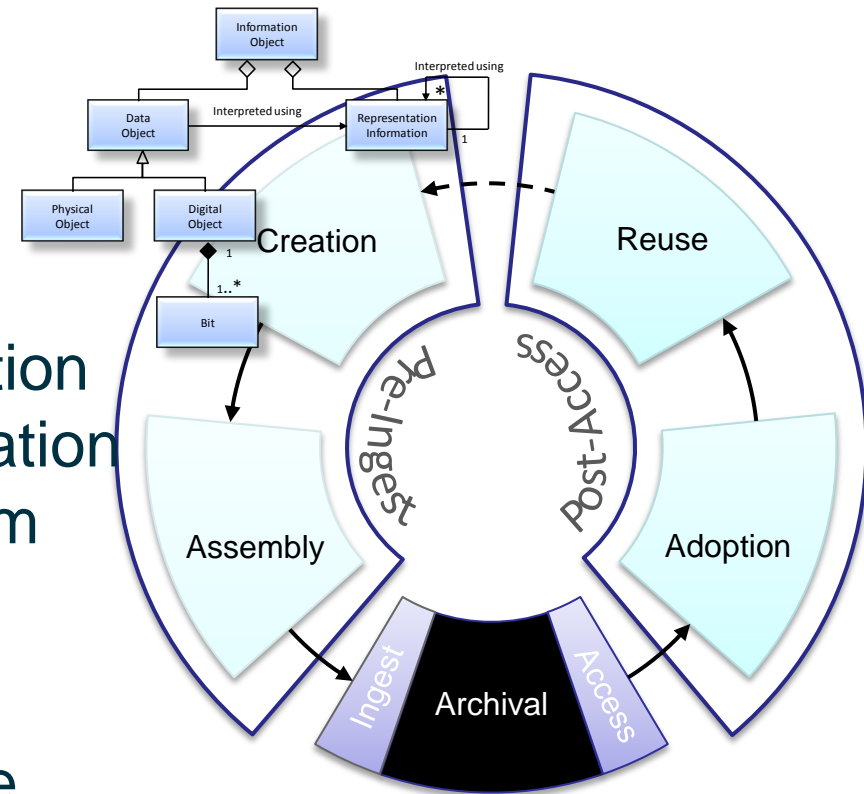 Information
Object
Interpreted using
Data
Object
Interpreted using
Representation
Information
*
1
Physical
Object
Digital
Object
1
1..*
Bit
Creation
Reuse
Pre-Ingest
Post-Access
tion
ation
m
Assembly
Adoption
Ingest
Archival
Access
e